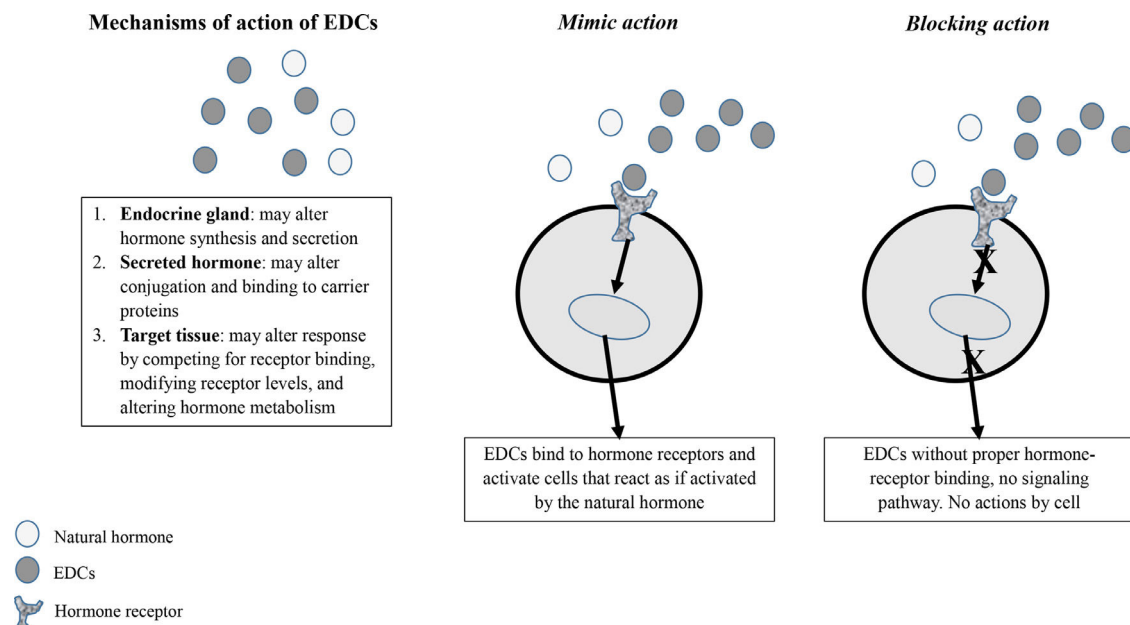 Mechanisms of action of EDCs
1. Endocrine gland: may alter
hormone synthesis and secretion
2. Secreted hormone: may alter
conjugation and binding to carrier
proteins
3. Target tissue: may alter response
by competing for receptor binding,
modifying receptor levels, and
altering hormone metabolism
Mimic action
EDCs bind to hormone receptors and
activate cells that react as if activated
by the natural hormone
Blocking action
X
X
EDCs without proper hormone-
receptor binding, no signaling
pathway. No actions by cell
Natural hormone
EDCs
Hormone receptor